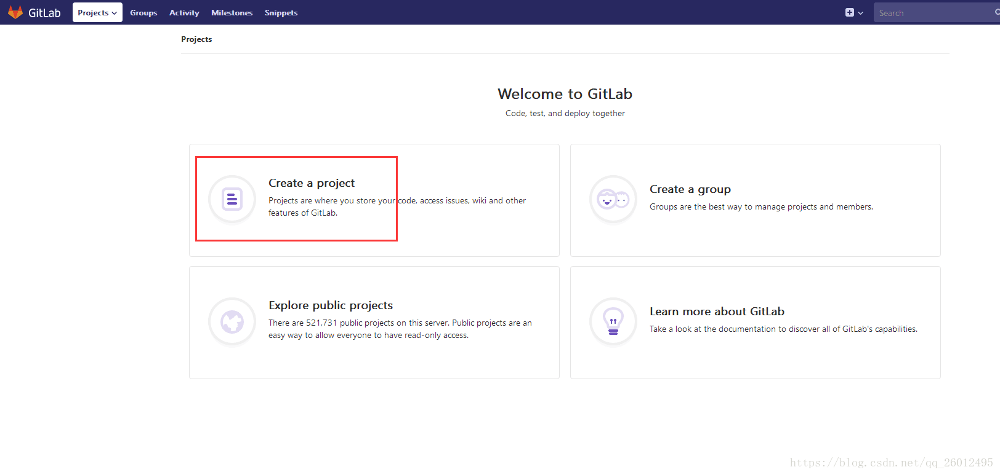 GitLab Projects Groups Activity Milestones Snippets Search
Projects
Welcome to GitLab
Code, test, and deploy together
Create a project
Projects are where you store your code, access issues, wiki and other
features of GitLab.
Create a group
Groups are the best way to manage projects and members.
Explore public projects
There are 521,731 public projects on this server. Public projects are an
easy way to allow everyone to have read-only access.
Learn more about GitLab
Take a look at the documentation to discover all of GitLab's capabilities.
https://blog.csdn.net/qq_26012495